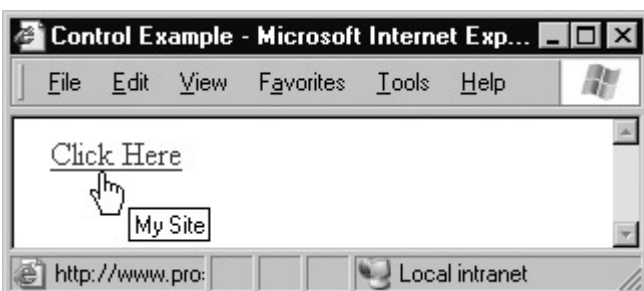 Control Example - Microsoft Internet Exp...
File Edit View Favorites Tools Help
Click Here
My Site
http://www.pro: Local intranet